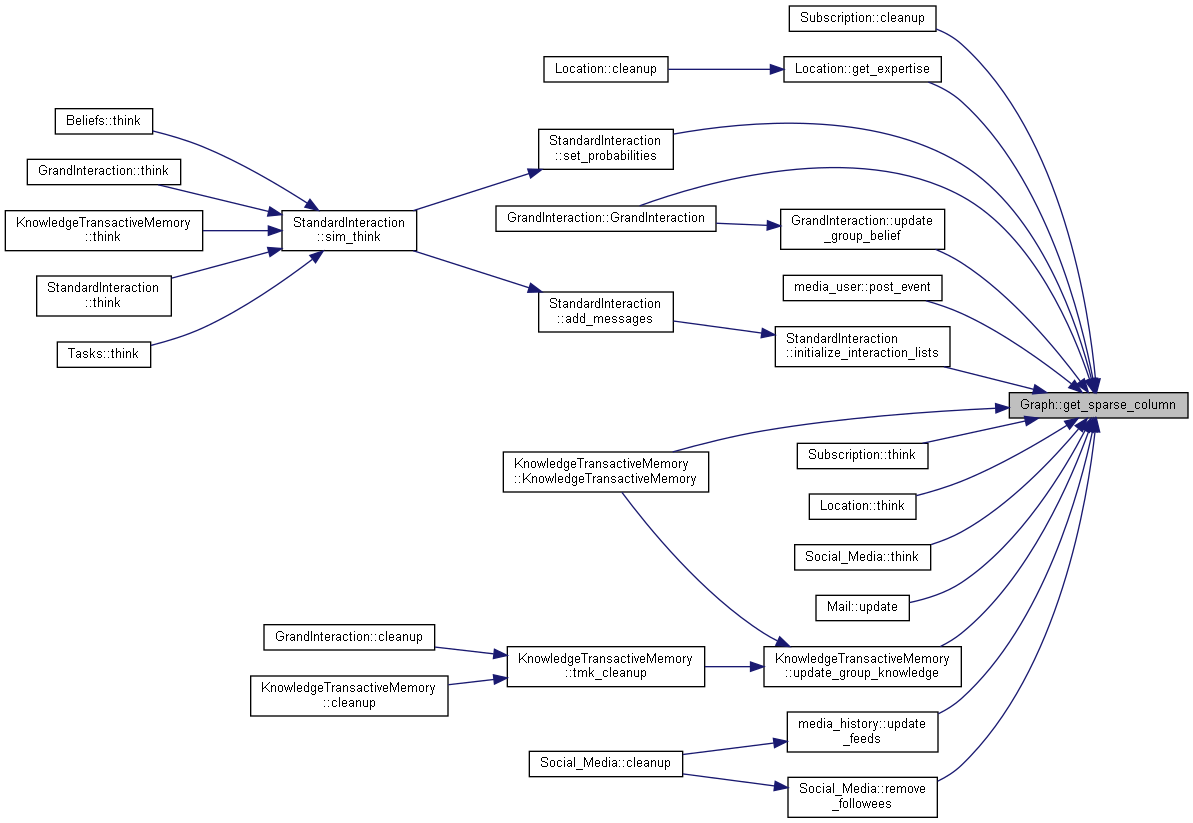 Subscription::cleanup
Location::cleanup
Location::get_expertise
Beliefs::think
StandardInteraction
::set_probabilities
GrandInteraction::think
KnowledgeTransactiveMemory
::think
StandardInteraction
::sim_think
GrandInteraction::GrandInteraction
GrandInteraction::update
_group_belief
StandardInteraction
::think
media_user::post_event
StandardInteraction
::add_messages
Tasks::think
StandardInteraction
::initialize_interaction_lists
Graph::get_sparse_column
KnowledgeTransactiveMemory
::KnowledgeTransactiveMemory
Subscription::think
Location::think
Social_Media::think
Mail::update
GrandInteraction::cleanup
KnowledgeTransactiveMemory
::tmk_cleanup
KnowledgeTransactiveMemory
::update_group_knowledge
KnowledgeTransactiveMemory
::cleanup
media_history::update
_feeds
Social_Media::cleanup
Social_Media::remove
_followees